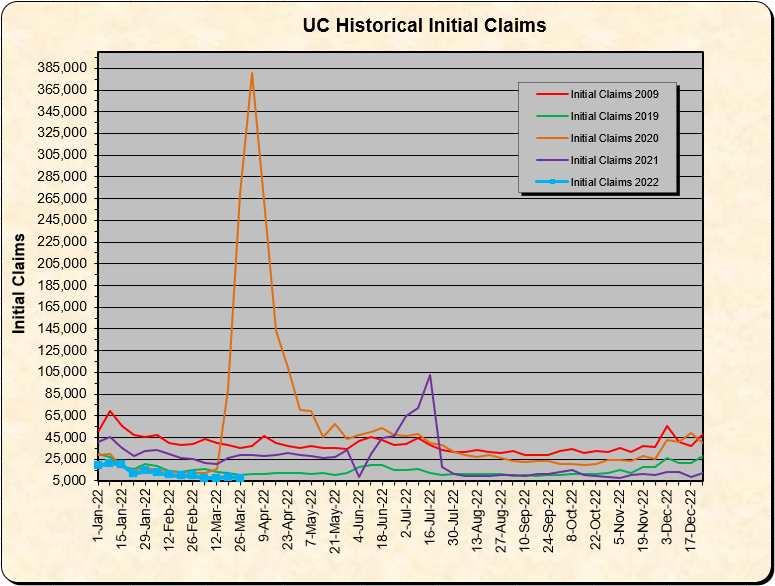 UC Historical Initial Claims
385,000
365,000
345,000
325,000
305,000
285,000
265,000
245,000
225,000
205,000
185,000
165,000
145,000
125,000
105,000
85,000
65,000
45,000
25,000
5,000
Initial Claims
Initial Claims 2009
Initial Claims 2019
Initial Claims 2020
Initial Claims 2021
Initial Claims 2022
1-Jan-22
15-Jan-22
29-Jan-22
12-Feb-22
26-Feb-22
12-Mar-22
26-Mar-22
9-Apr-22
23-Apr-22
7-May-22
21-May-22
4-Jun-22
18-Jun-22
2-Jul-22
16-Jul-22
30-Jul-22
13-Aug-22
27-Aug-22
10-Sep-22
24-Sep-22
8-Oct-22
22-Oct-22
5-Nov-22
19-Nov-22
3-Dec-22
17-Dec-22